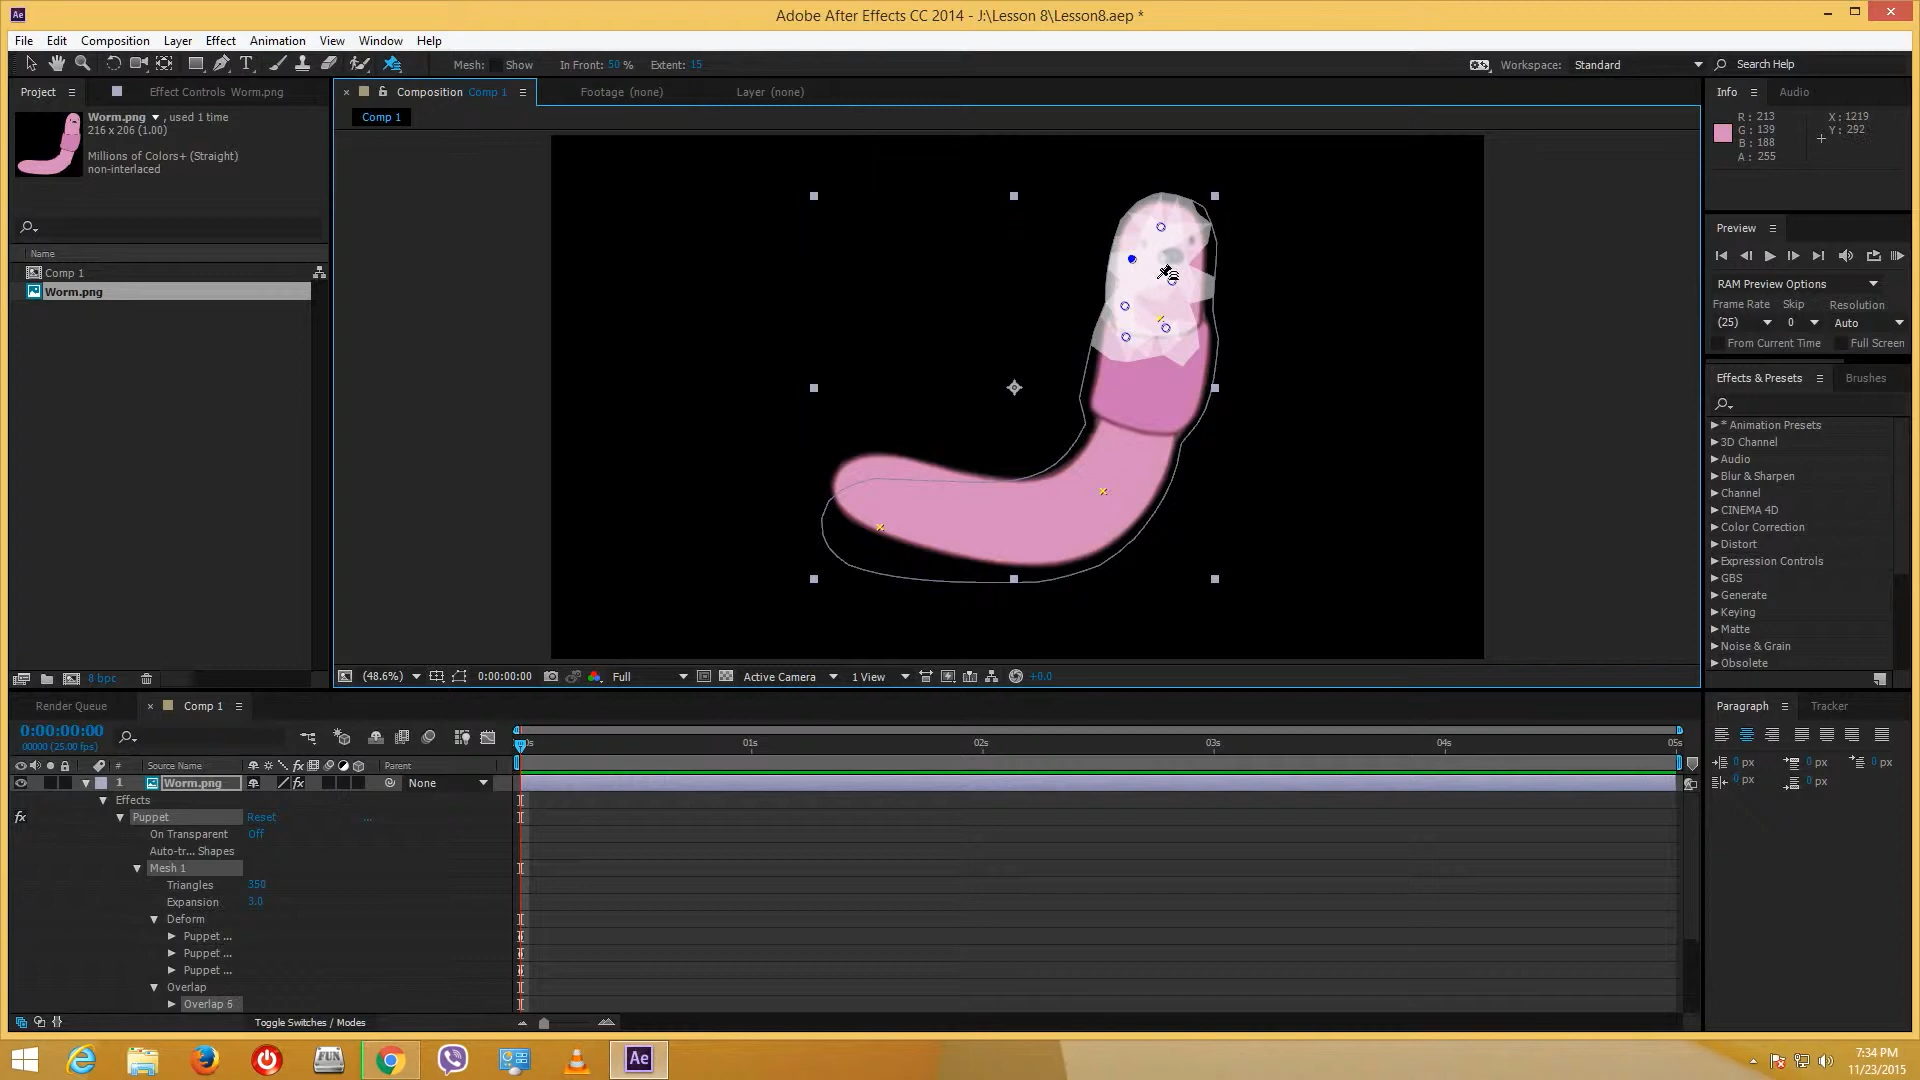 Ae
Adobe After Effects CC 2014 - J:\Lesson 8\Lesson8.aep *
File Edit Composition Layer Effect Animation View Window Help
Mesh: Show In Front: 50 % Extent: 15
Workspace: Standard Search Help
Project Effect Controls Worm.png
Composition Comp 1 Footage (none) Layer (none)
Info Audio
Worm.png , used 1 time
216 x 206 (1.00)
Millions of Colors+ (Straight)
non-interlaced
Comp 1
R: 213
G: 139
B: 188
A: 255
X: 1219
Y: 292
Name
Comp 1
Worm.png
Preview
RAM Preview Options
Frame Rate Skip Resolution
(25) 0 Auto
From Current Time Full Screen
Effects & Presets Brushes
* Animation Presets
3D Channel
Audio
Blur & Sharpen
Channel
CINEMA 4D
Color Correction
Distort
Expression Controls
GBS
Generate
Keying
Matte
Noise & Grain
Obsolete
8 bpc
(48.6%) 0:00:00:00 Full Active Camera 1 View +0.0
Render Queue Comp 1
0:00:00:00
00000 (25.00 fps)
01s 02s 03s 04s 05s
# Source Name Parent
1 Worm.png None
Effects
Puppet Reset ...
On Transparent Off
Auto-tr... Shapes
Mesh 1
Triangles 350
Expansion 3.0
Deform
Puppet ...
Puppet ...
Puppet ...
Overlap
Overlap 6
Toggle Switches / Modes
Paragraph Tracker
0 px 0 px 0 px
0 px 0 px
FUN
Ae
7:34 PM
11/23/2015